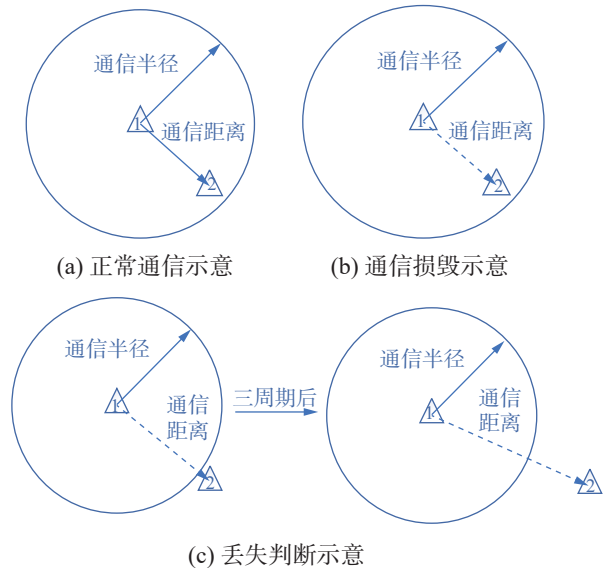 通信半径
1
通信距离
2
(a) 正常通信示意
通信半径
1
通信距离
2
(b) 通信损毁示意
通信半径
1
通信
距离
2
三周期后
通信半径
1
通信
距离
2
(c) 丢失判断示意